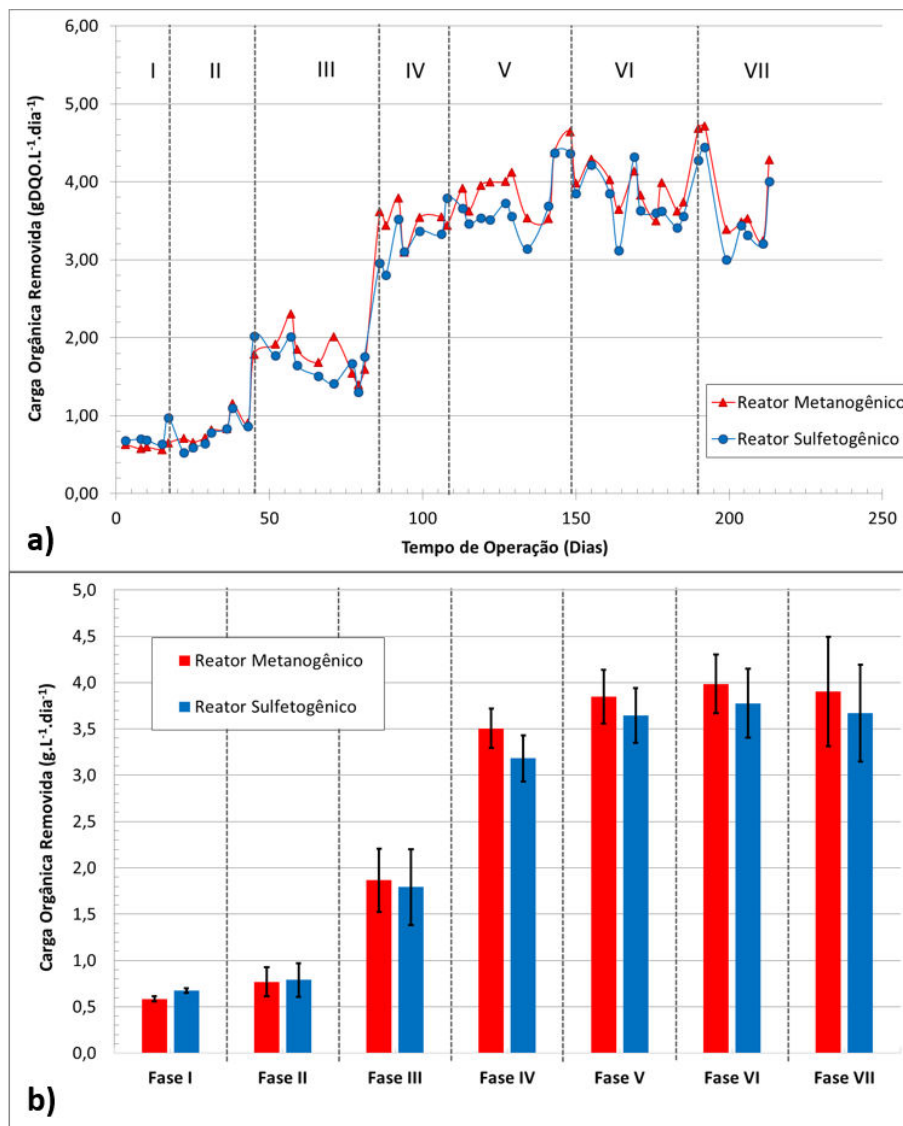 6,00
5,00
4,00
3,00
2,00
1,00
0,00
Carga Orgânica Removida (gDQO.L⁻¹.dia⁻¹)
I II III IV V VI VII
Reator Metanogênico
Reator Sulfetogênico
0 50 100 150 200 250
Tempo de Operação (Dias)
a)
5,0
4,5
4,0
3,5
3,0
2,5
2,0
1,5
1,0
0,5
0,0
Carga Orgânica Removida (g.L⁻¹.dia⁻¹)
Reator Metanogênico
Reator Sulfetogênico
Fase I Fase II Fase III Fase IV Fase V Fase VI Fase VII
b)